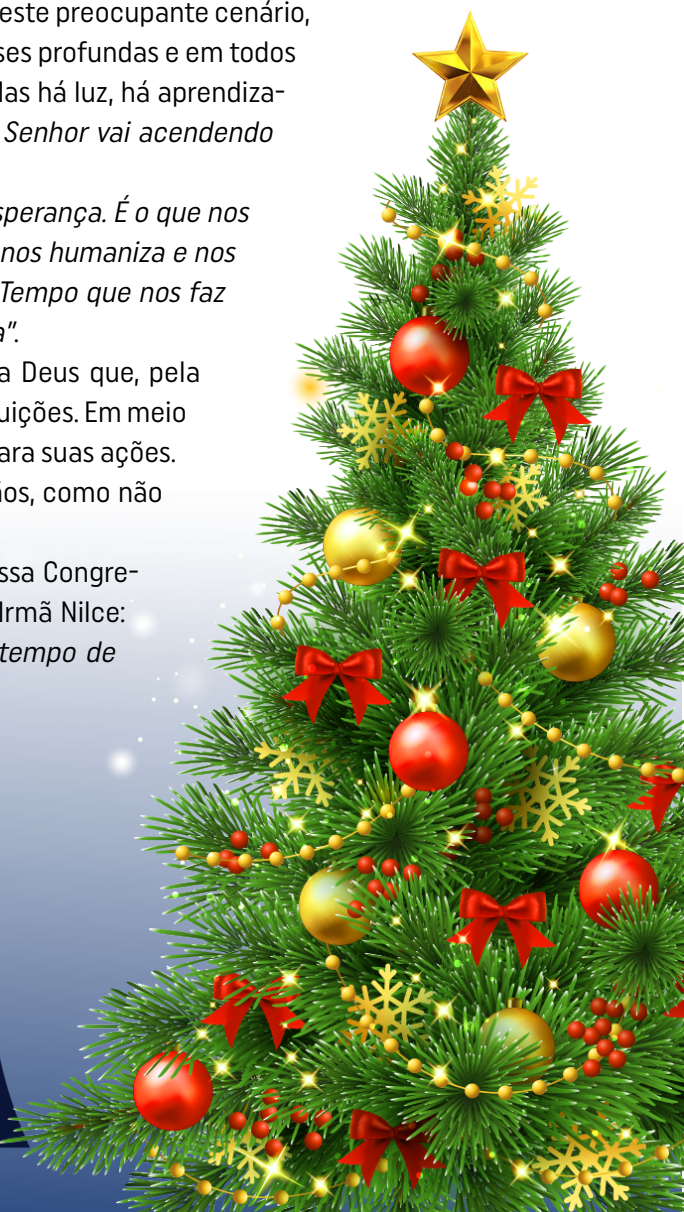 este preocupante cenário,
ses profundas e em todos
las há luz, há aprendiza-
Senhor vai acendendo
sperança. É o que nos
nos humaniza e nos
Tempo que nos faz
a”.
a Deus que, pela
uições. Em meio
ara suas ações.
ãos, como não
ssa Congre-
Irmã Nilce:
tempo de